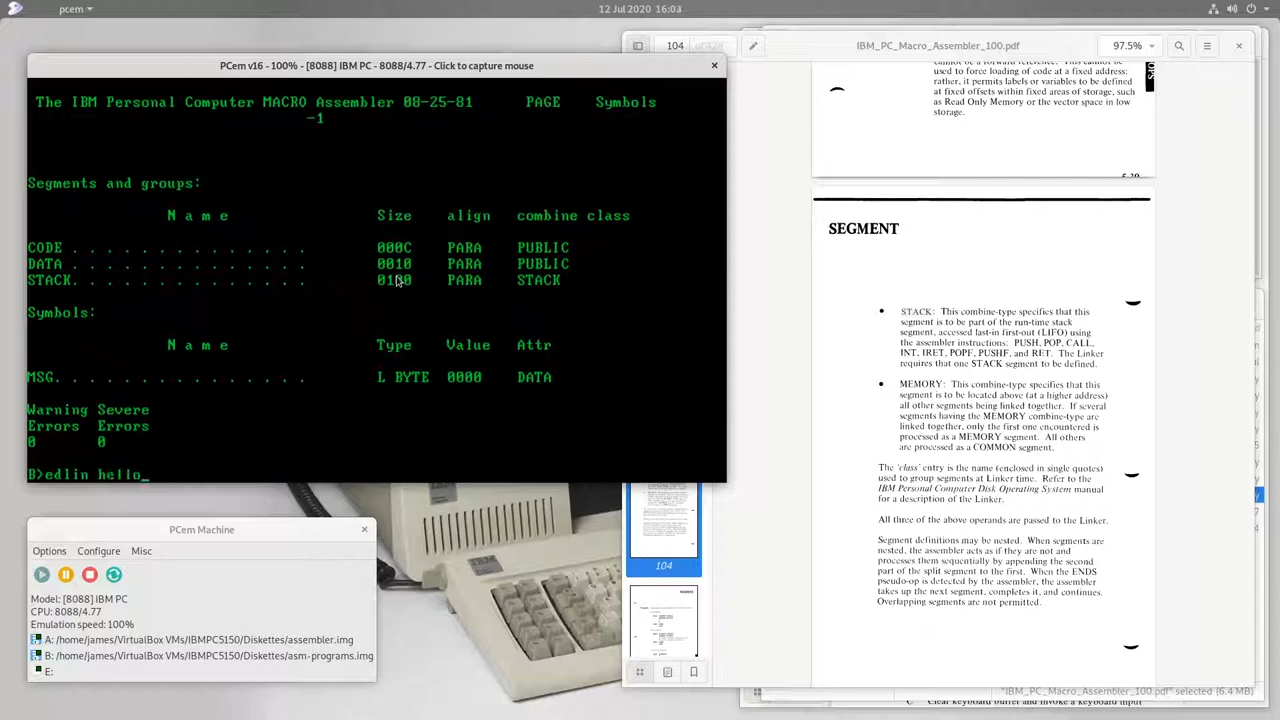 pcem
12 Jul 2020 16:03
PCem v16 - 100% - [8088] IBM PC - 8088/4.77 - Click to capture mouse
The IBM Personal Computer MACRO Assembler 08-25-81 PAGE Symbols
-1
Segments and groups:
N a m e Size align combine class
CODE . . . . . . . . . . . . . . 000C PARA PUBLIC
DATA . . . . . . . . . . . . . . 0010 PARA PUBLIC
STACK. . . . . . . . . . . . . . 0100 PARA STACK
Symbols:
N a m e Type Value Attr
MSG. . . . . . . . . . . . . . . L BYTE 0000 DATA
Warning Severe
Errors Errors
0 0
B>edlin hello_
PCem Machine
Options Configure Misc
Model: [8088] IBM PC
CPU: 8088/4.77
Emulation speed: 100%
A: /home/james/VirtualBox VMs/IBMPC5150/Diskettes/assembler.img
B: /home/james/VirtualBox VMs/IBMPC5150/Diskettes/asm-programs.img
E:
104
IBM_PC_Macro_Assembler_100.pdf
97.5%
used to force loading of code at a fixed address;
rather, it permits labels or variables to be defined
at fixed offsets within fixed areas of storage, such
as Read Only Memory or the vector space in low
storage.
SEGMENT
• STACK: This combine-type specifies that this
segment is to be part of the run-time stack
segment, accessed last-in first-out (LIFO) using
the assembler instructions: PUSH, POP, CALL,
INT, IRET, POPF, PUSHF, and RET. The Linker
requires that one STACK segment to be defined.
• MEMORY: This combine-type specifies that this
segment is to be located above (at a higher address)
all other segments being linked together. If several
segments having the MEMORY combine-type are
linked together, only the first one encountered is
processed as a MEMORY segment. All others
are processed as a COMMON segment.
The 'class' entry is the name (enclosed in single quotes)
used to group segments at Linker time. Refer to the
IBM Personal Computer Disk Operating System manual
for a description of the Linker.
All three of the above operands are passed to the Linker.
Segment definitions may be nested. When segments are
nested, the assembler acts as if they are not and
processes them sequentially by appending the second
part of the split segment to the first. When the ENDS
pseudo-op is detected by the assembler, the assembler
takes up the next segment, completes it, and continues.
Overlapping segments are not permitted.
104
"IBM_PC_Macro_Assembler_100.pdf" selected (6.4 MB)
C Clear keyboard buffer and invoke a keyboard input